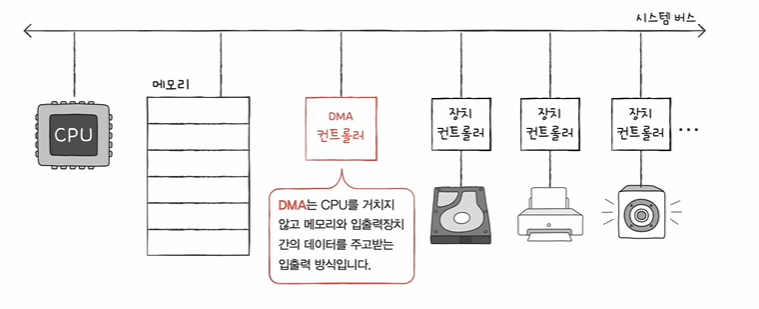 시스템 버스
메모리
CPU
DMA
컨트롤러
장치
컨트롤러
장치
컨트롤러
장치
컨트롤러
...
DMA는 CPU를 거치지
않고 메모리와 입출력장치
간의 데이터를 주고받는
입출력 방식입니다.